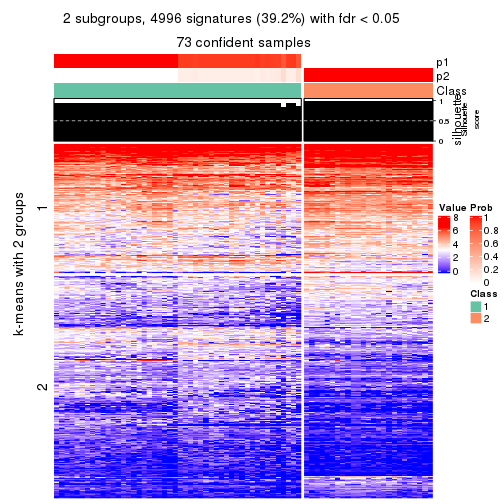 2 subgroups, 4996 signatures (39.2%) with fdr < 0.05
73 confident samples
p1
p2
Class
1
0.5
0
silhouette
Silhouette
score
k-means with 2 groups
1
2
Value
8
6
4
2
0
Prob
1
0.8
0.6
0.4
0.2
0
Class
1
2